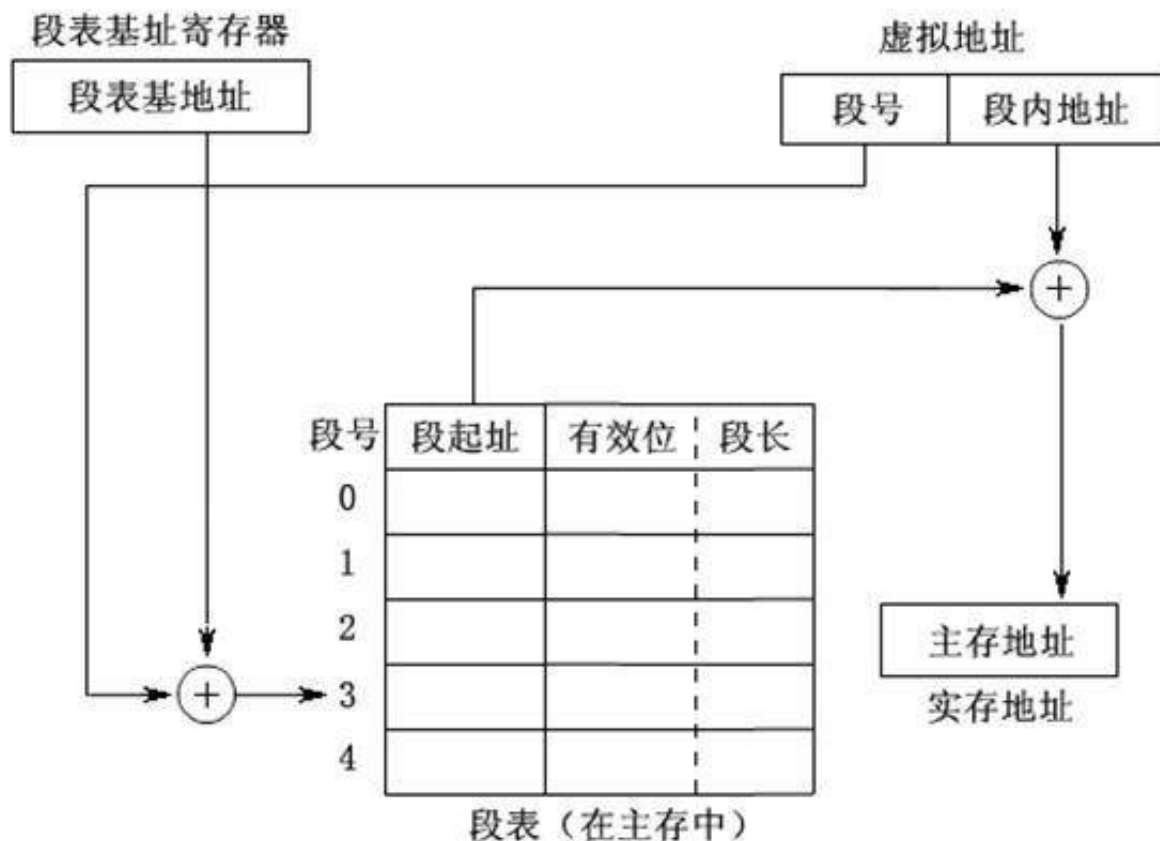 段表基址寄存器
段表基地址
虚拟地址
段号 段内地址
+
段号 段起址 有效位 段长
0
1
2
3
4
+
主存地址
实存地址
段表（在主存中）